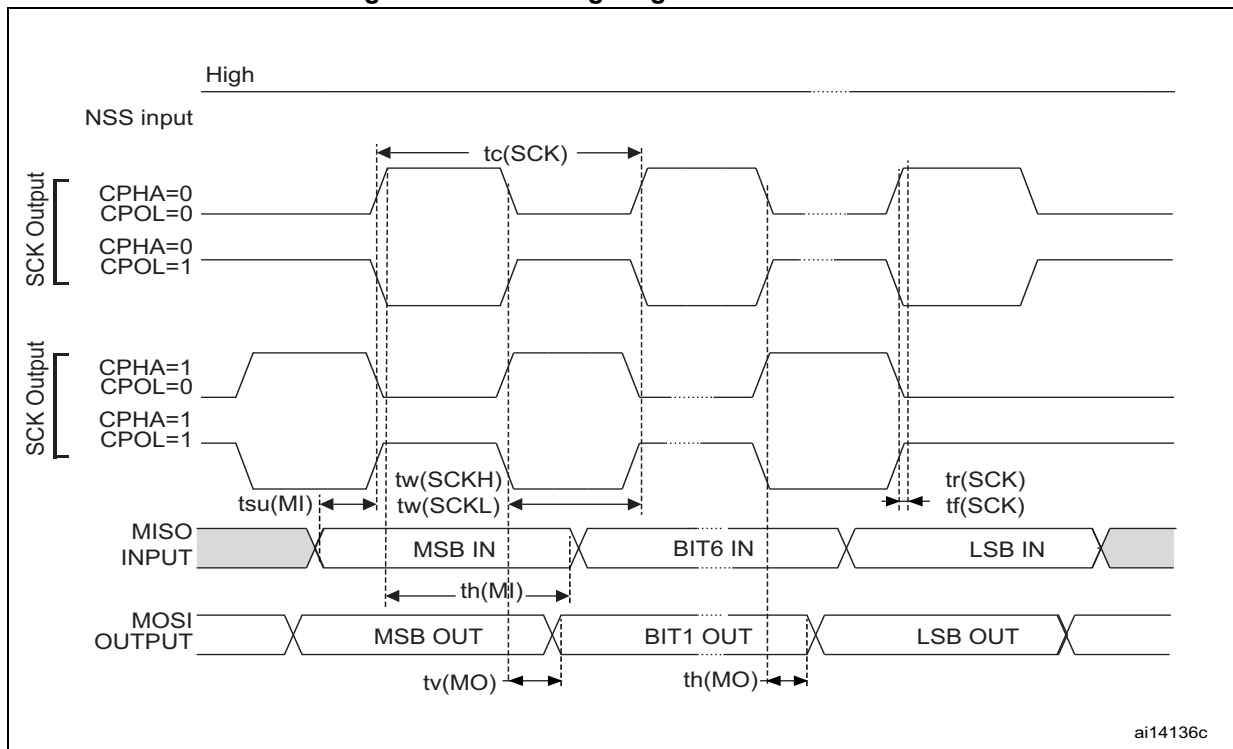 High
NSS input
tc(SCK)
SCK Output
CPHA=0
CPOL=0
CPHA=0
CPOL=1
SCK Output
CPHA=1
CPOL=0
CPHA=1
CPOL=1
tw(SCKH)
tw(SCKL)
tr(SCK)
tf(SCK)
tsu(MI)
MISO
INPUT
MSB IN
BIT6 IN
LSB IN
th(MI)
MOSI
OUTPUT
MSB OUT
BIT1 OUT
LSB OUT
tv(MO)
th(MO)
ai14136c